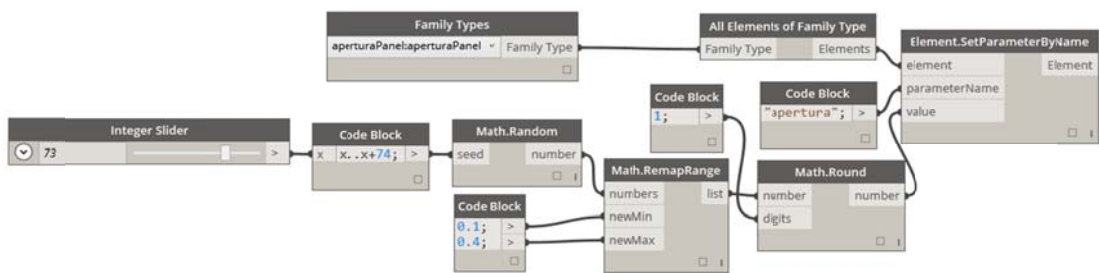 Family Types
aperturaPanel:aperturaPanel Family Type
All Elements of Family Type
Family Type Elements
Element.SetParameterByName
element Element
parameterName
value
Code Block
"apertura"; >
Code Block
1; >
Integer Slider
73 >
Code Block
x x..x+74; >
Math.Random
seed number
Code Block
0.1; >
0.4; >
Math.RemapRange
numbers list
newMin
newMax
Math.Round
number number
digits